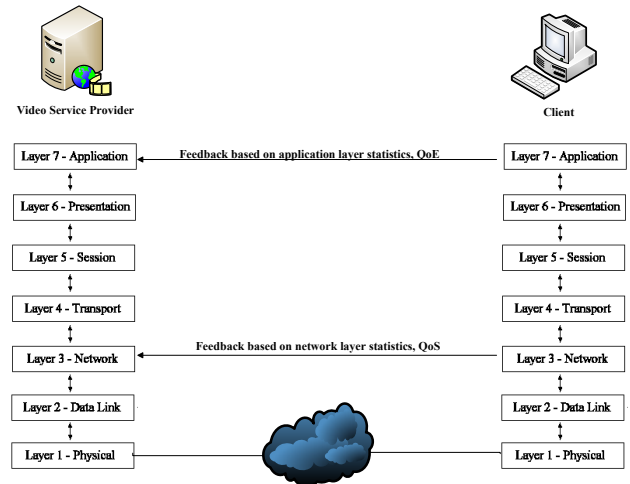 Video Service Provider
Client
Layer 7 - Application
Feedback based on application layer statistics, QoE
Layer 7 - Application
Layer 6 - Presentation
Layer 6 - Presentation
Layer 5 - Session
Layer 5 - Session
Layer 4 - Transport
Layer 4 - Transport
Layer 3 - Network
Feedback based on network layer statistics, QoS
Layer 3 - Network
Layer 2 - Data Link
Layer 2 - Data Link
Layer 1 - Physical
Layer 1 - Physical